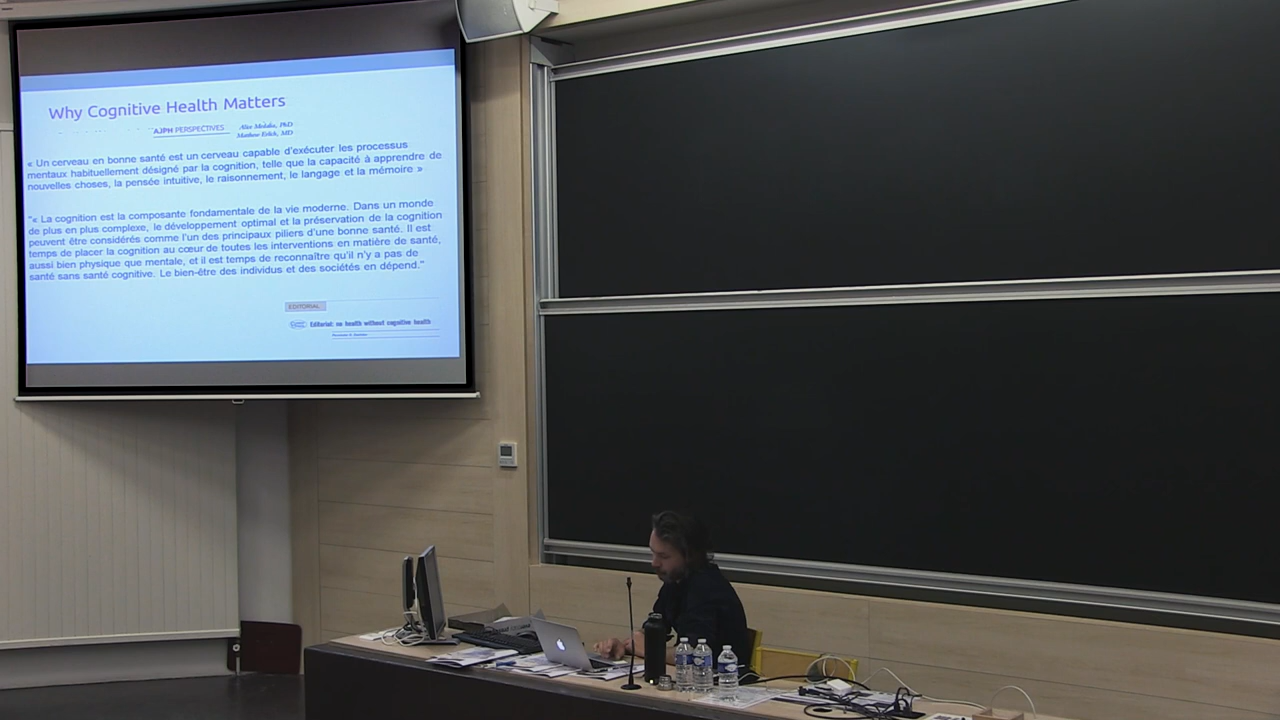 Why Cognitive Health Matters
AJPH PERSPECTIVES
« Un cerveau en bonne santé est un cerveau capable d'exécuter les processus
mentaux habituellement désigné par la cognition, telle que la capacité à apprendre de
nouvelles choses, la pensée intuitive, le raisonnement, le langage et la mémoire »
"« La cognition est la composante fondamentale de la vie moderne. Dans un monde
de plus en plus complexe, le développement optimal et la préservation de la cognition
peuvent être considérés comme l'un des principaux piliers d'une bonne santé. Il est
temps de placer la cognition au cœur de toutes les interventions en matière de santé,
aussi bien physique que mentale, et il est temps de reconnaître qu'il n'y a pas de
santé sans santé cognitive. Le bien-être des individus et des sociétés en dépend."
EDITORIAL
Editorial: no health without cognitive health